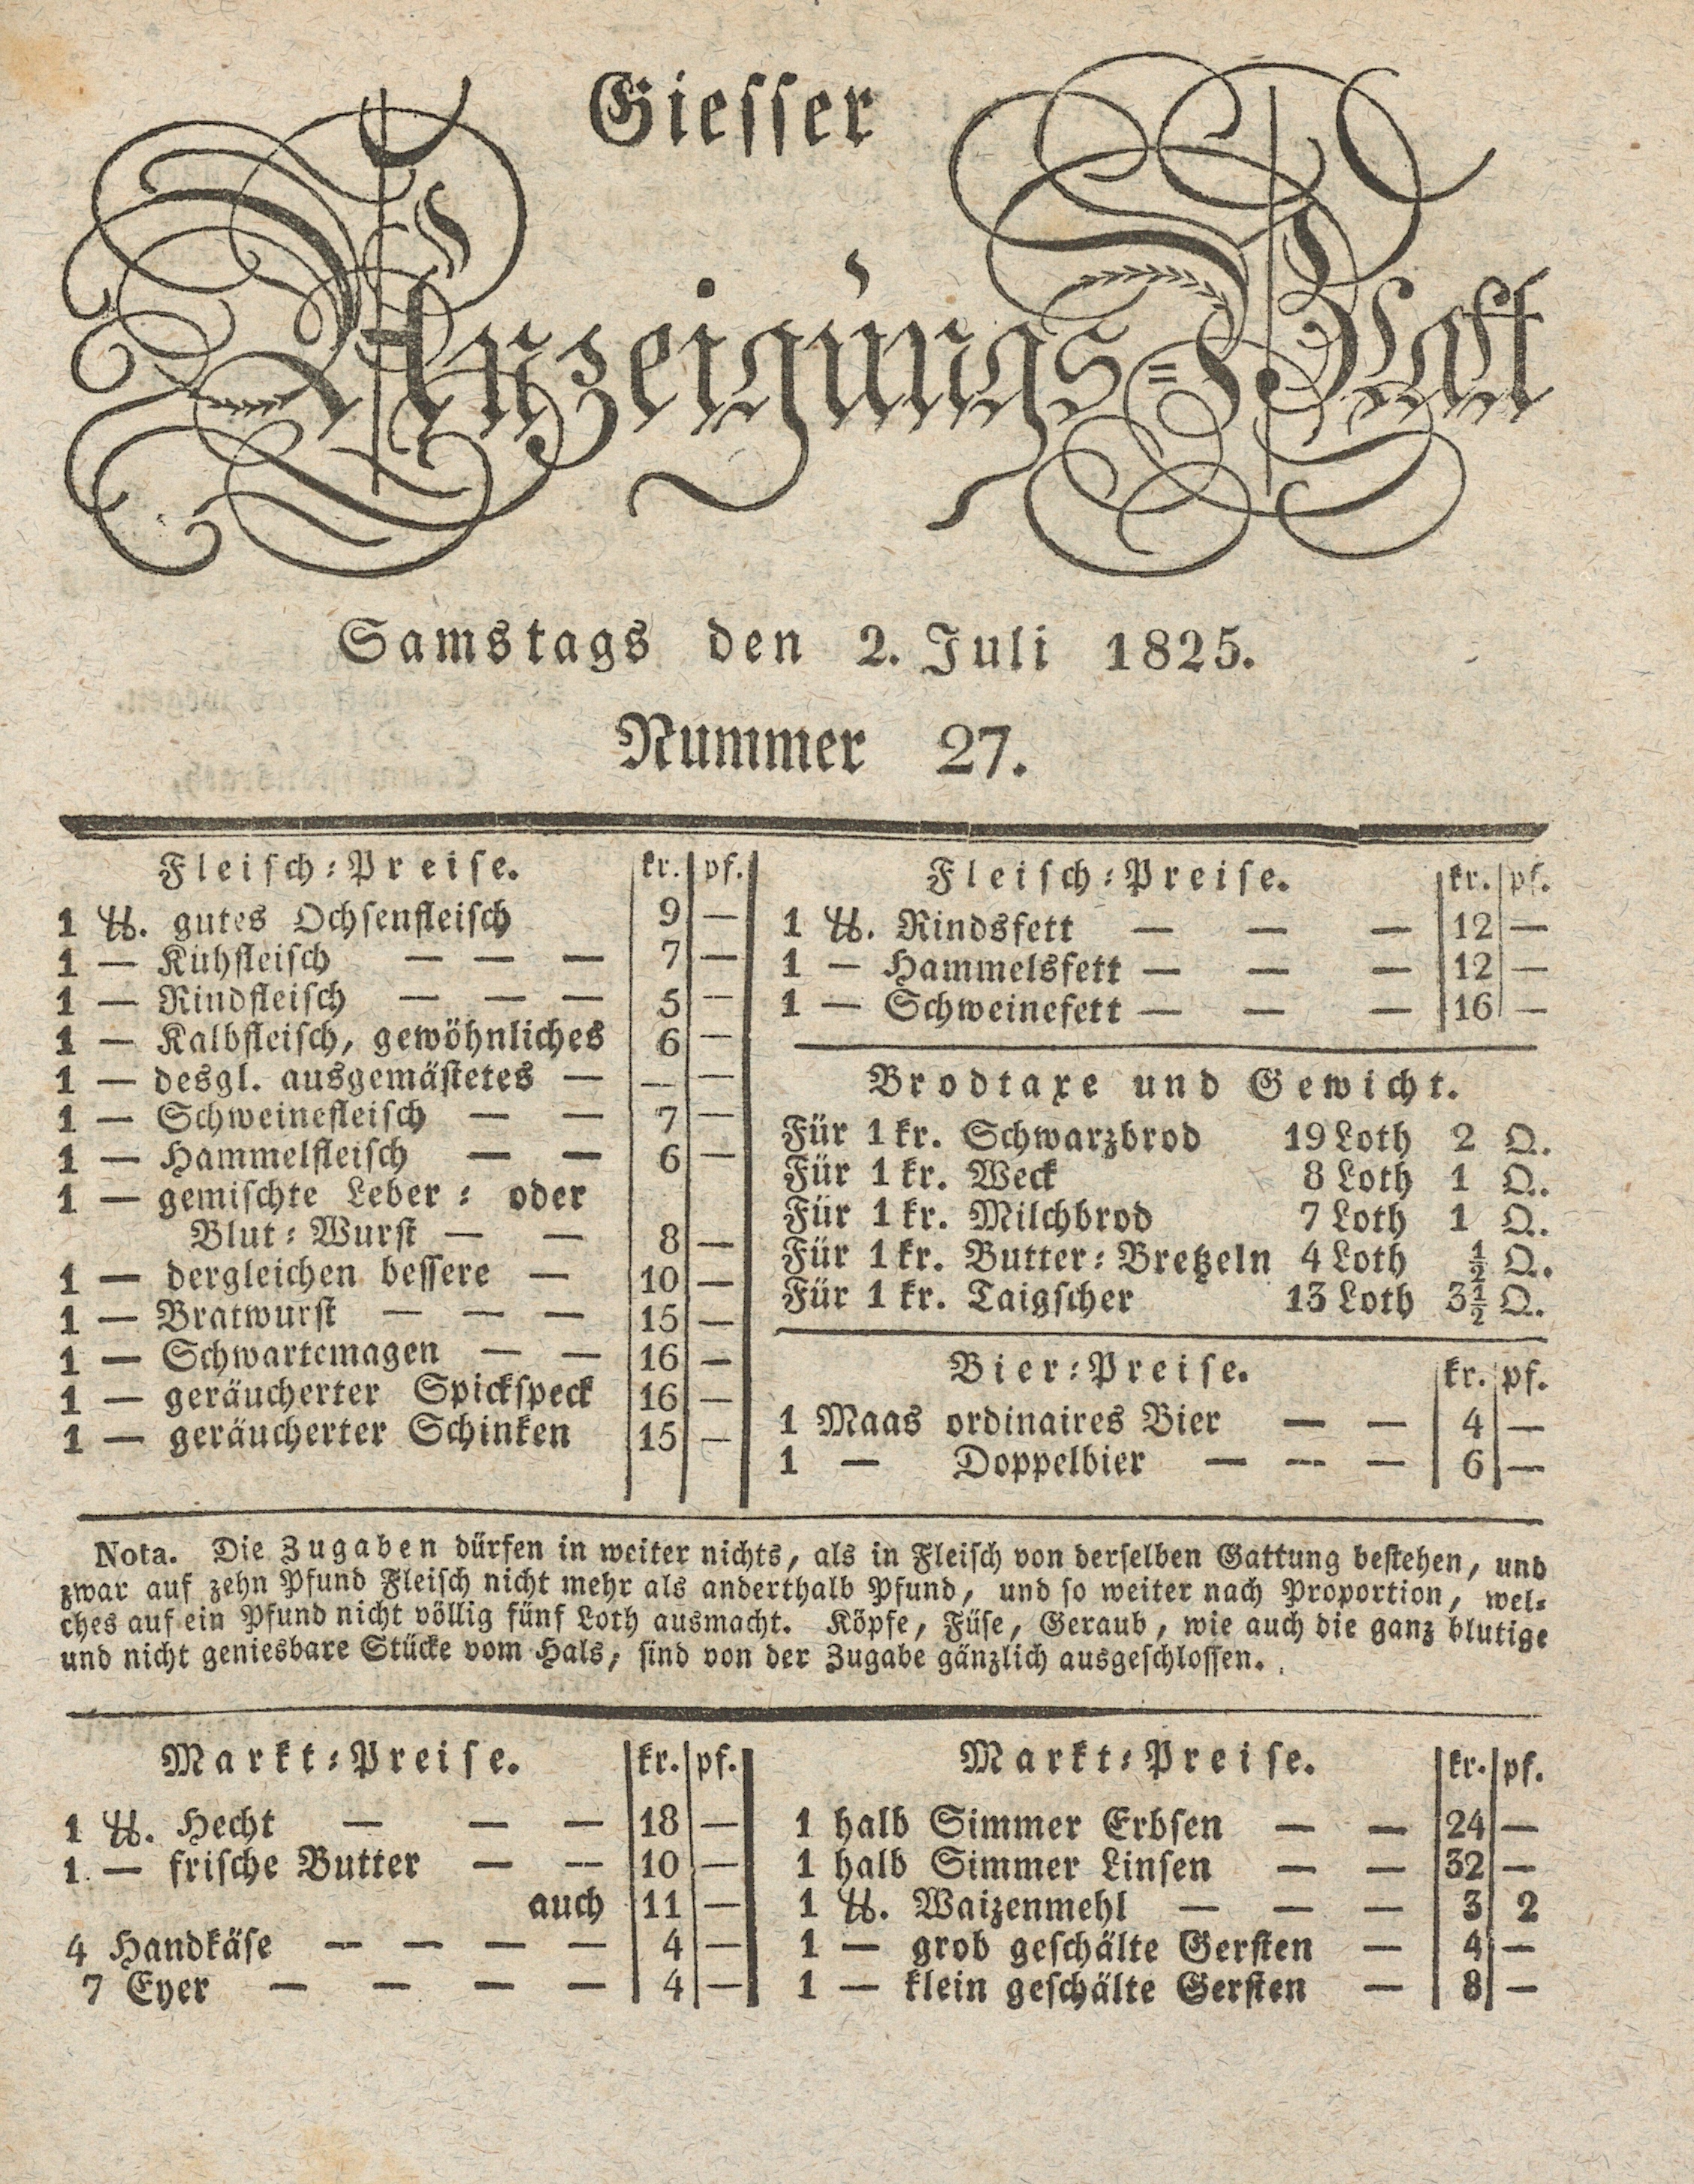 Giesser
Anzeigungs-Blatt
Samstags den 2. Juli 1825.
Nummer 27.
Fleisch-Preise. kr. pf.
1 ℔. gutes Ochsenfleisch 9 —
1 — Kuhfleisch — — — 7 —
1 — Rindfleisch — — — 5 —
1 — Kalbfleisch, gewöhnliches 6 —
1 — desgl. ausgemästetes — — —
1 — Schweinefleisch — — 7 —
1 — Hammelfleisch — — 6 —
1 — gemischte Leber- oder
Blut-Wurst — — 8 —
1 — dergleichen bessere — 10 —
1 — Bratwurst — — — 15 —
1 — Schwartemagen — — 16 —
1 — geräucherter Spickspeck 16 —
1 — geräucherter Schinken 15 —
Fleisch-Preise. kr. pf.
1 ℔. Rindsfett — — — 12 —
1 — Hammelsfett — — — 12 —
1 — Schweinefett — — — 16 —
Brodtaxe und Gewicht.
Für 1 kr. Schwarzbrod 19 Loth 2 Q.
Für 1 kr. Weck 8 Loth 1 Q.
Für 1 kr. Milchbrod 7 Loth 1 Q.
Für 1 kr. Butter-Bretzeln 4 Loth ½ Q.
Für 1 kr. Taigscher 13 Loth 3½ Q.
Bier-Preise. kr. pf.
1 Maas ordinaires Bier — — 4 —
1 — Doppelbier — — — 6 —
Nota. Die Zugaben dürfen in weiter nichts, als in Fleisch von derselben Gattung bestehen, und
zwar auf zehn Pfund Fleisch nicht mehr als anderthalb Pfund, und so weiter nach Proportion, wel-
ches auf ein Pfund nicht völlig fünf Loth ausmacht. Köpfe, Füse, Geraub, wie auch die ganz blutige
und nicht geniesbare Stücke vom Hals, sind von der Zugabe gänzlich ausgeschlossen.
Markt-Preise. kr. pf.
1 ℔. Hecht — — — 18 —
1 — frische Butter — — 10 —
auch 11 —
4 Handkäse — — — — 4 —
7 Eyer — — — — 4 —
Markt-Preise. kr. pf.
1 halb Simmer Erbsen — — 24 —
1 halb Simmer Linsen — — 32 —
1 ℔. Waizenmehl — — — 3 2
1 — grob geschälte Gersten — 4 —
1 — klein geschälte Gersten — 8 —